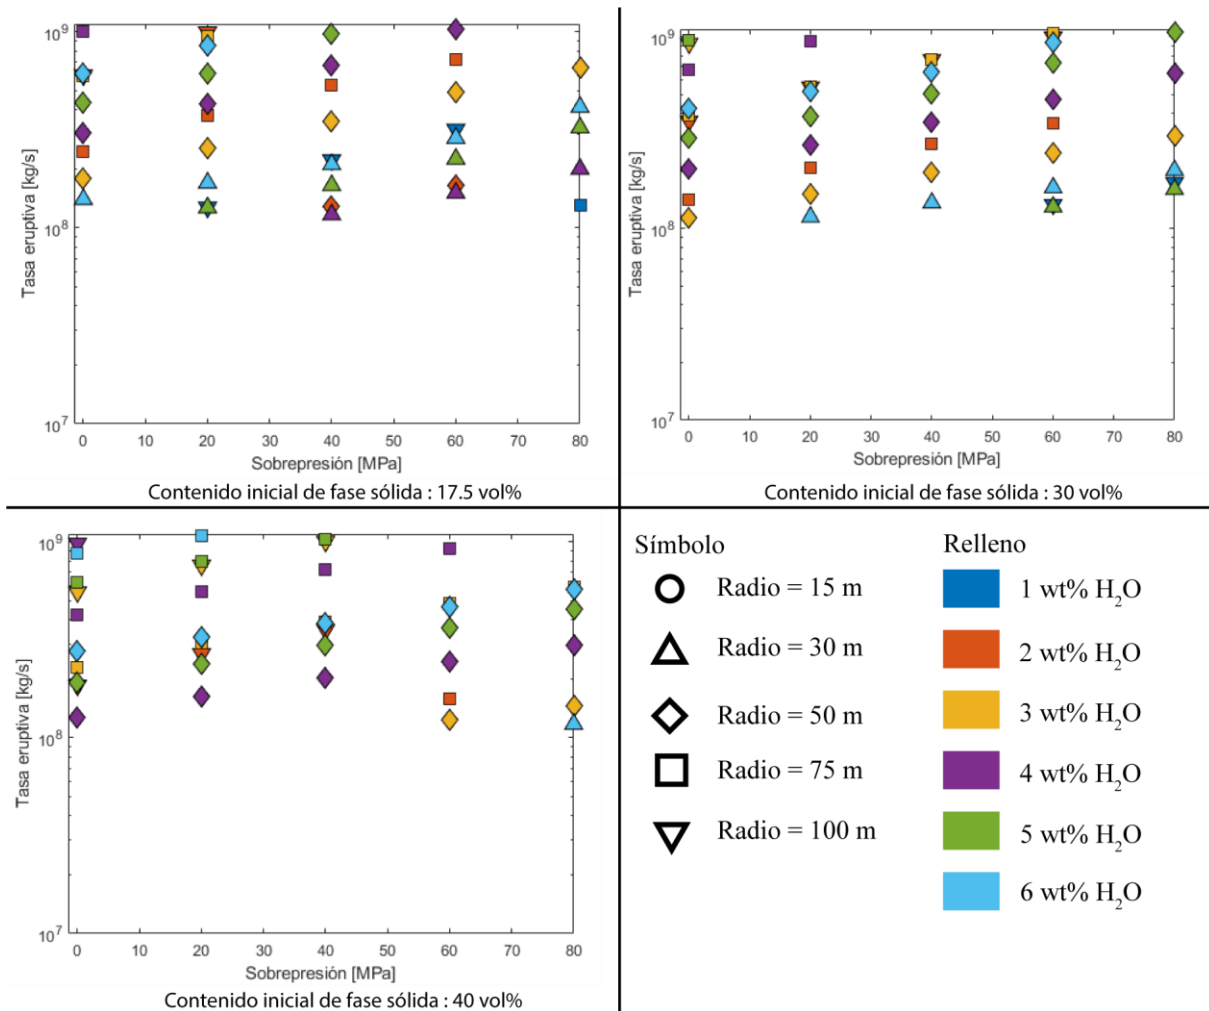 10^9
10^8
10^7
Tasa eruptiva [kg/s]
0 10 20 30 40 50 60 70 80
Sobrepresión [MPa]
Contenido inicial de fase sólida : 17.5 vol%
10^9
10^8
10^7
Tasa eruptiva [kg/s]
0 10 20 30 40 50 60 70 80
Sobrepresión [MPa]
Contenido inicial de fase sólida : 30 vol%
10^9
10^8
10^7
Tasa eruptiva [kg/s]
0 10 20 30 40 50 60 70 80
Sobrepresión [MPa]
Contenido inicial de fase sólida : 40 vol%
Símbolo
Radio = 15 m
Radio = 30 m
Radio = 50 m
Radio = 75 m
Radio = 100 m
Relleno
1 wt% H₂O
2 wt% H₂O
3 wt% H₂O
4 wt% H₂O
5 wt% H₂O
6 wt% H₂O